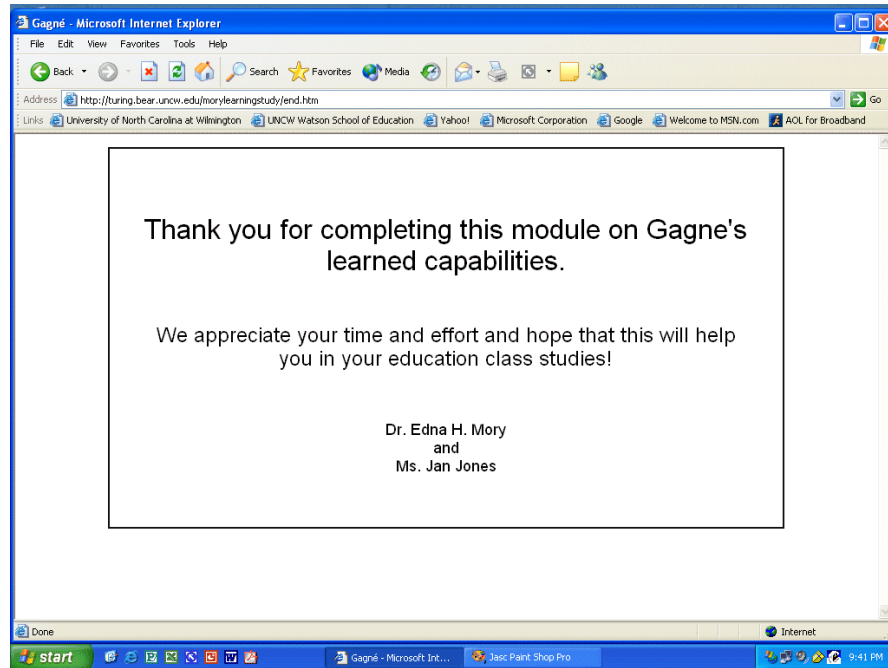 Gagné - Microsoft Internet Explorer
File Edit View Favorites Tools Help
Back Search Favorites Media
Address http://turing.bear.uncw.edu/morylearningstudy/end.htm Go
Links University of North Carolina at Wilmington UNCW Watson School of Education Yahoo! Microsoft Corporation Google Welcome to MSN.com AOL for Broadband
Thank you for completing this module on Gagne's
learned capabilities.
We appreciate your time and effort and hope that this will help
you in your education class studies!
Dr. Edna H. Mory
and
Ms. Jan Jones
Done Internet
start Gagné - Microsoft Int... Jasc Paint Shop Pro 9:41 PM